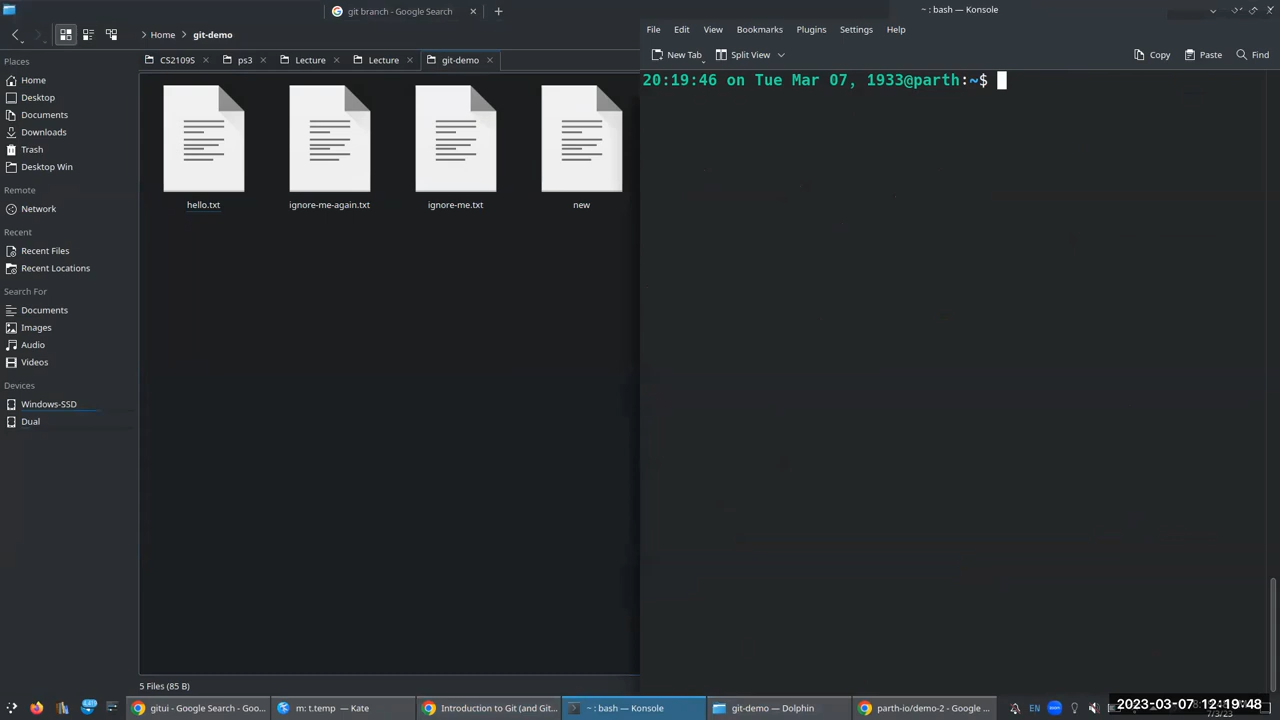 git branch - Google Search
~ : bash — Konsole
File Edit View Bookmarks Plugins Settings Help
Home git-demo
New Tab Split View Copy Paste Find
Places
CS2109S ps3 Lecture Lecture git-demo
Home
Desktop
Documents
Downloads
Trash
Desktop Win
Remote
Network
Recent
Recent Files
Recent Locations
Search For
Documents
Images
Audio
Videos
Devices
Windows-SSD
Dual
hello.txt ignore-me-again.txt ignore-me.txt new
20:19:46 on Tue Mar 07, 1933@parth:~$
5 Files (85 B)
gitui - Google Search - Goo... m: t.temp — Kate Introduction to Git (and Git... ~ : bash — Konsole git-demo — Dolphin parth-io/demo-2 - Google ... EN
2023-03-07 12:19:48
7/3/23